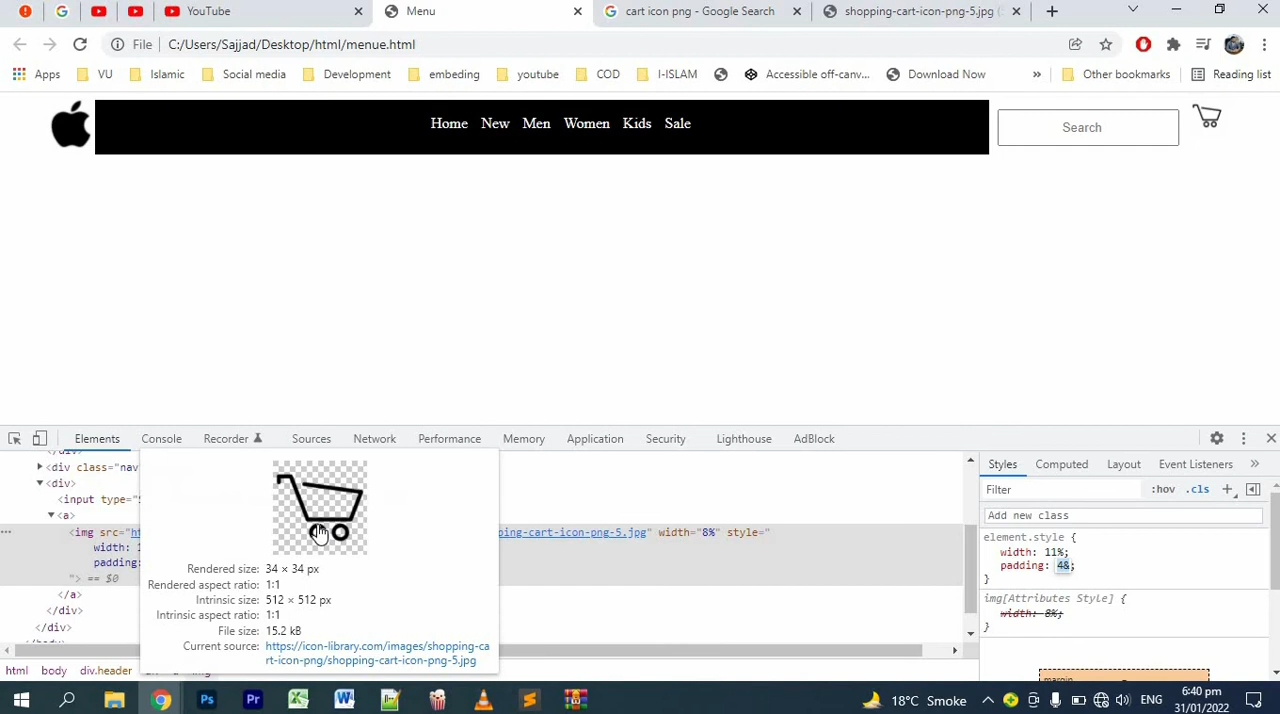 YouTube Menu cart icon png - Google Search shopping-cart-icon-png-5.jpg (
File C:/Users/Sajjad/Desktop/html/menue.html
Apps VU Islamic Social media Development embeding youtube COD I-ISLAM Accessible off-canv... Download Now » Other bookmarks Reading list
Home New Men Women Kids Sale
Search
Elements Console Recorder Sources Network Performance Memory Application Security Lighthouse AdBlock
<div class="nav
<div>
<input type="
<a>
<img src="ht ping-cart-icon-png-5.jpg" width="8%" style="
width: 1
padding:
"> == $0
</a>
</div>
</div>
html body div.header
Rendered size: 34 × 34 px
Rendered aspect ratio: 1:1
Intrinsic size: 512 × 512 px
Intrinsic aspect ratio: 1:1
File size: 15.2 kB
Current source: https://icon-library.com/images/shopping-ca
rt-icon-png/shopping-cart-icon-png-5.jpg
Styles Computed Layout Event Listeners »
Filter :hov .cls +
Add new class
element.style {
width: 11%;
padding: 4&;
}
img[Attributes Style] {
width: 8%;
}
margin
Ps Pr
18°C Smoke ENG 6:40 pm
31/01/2022